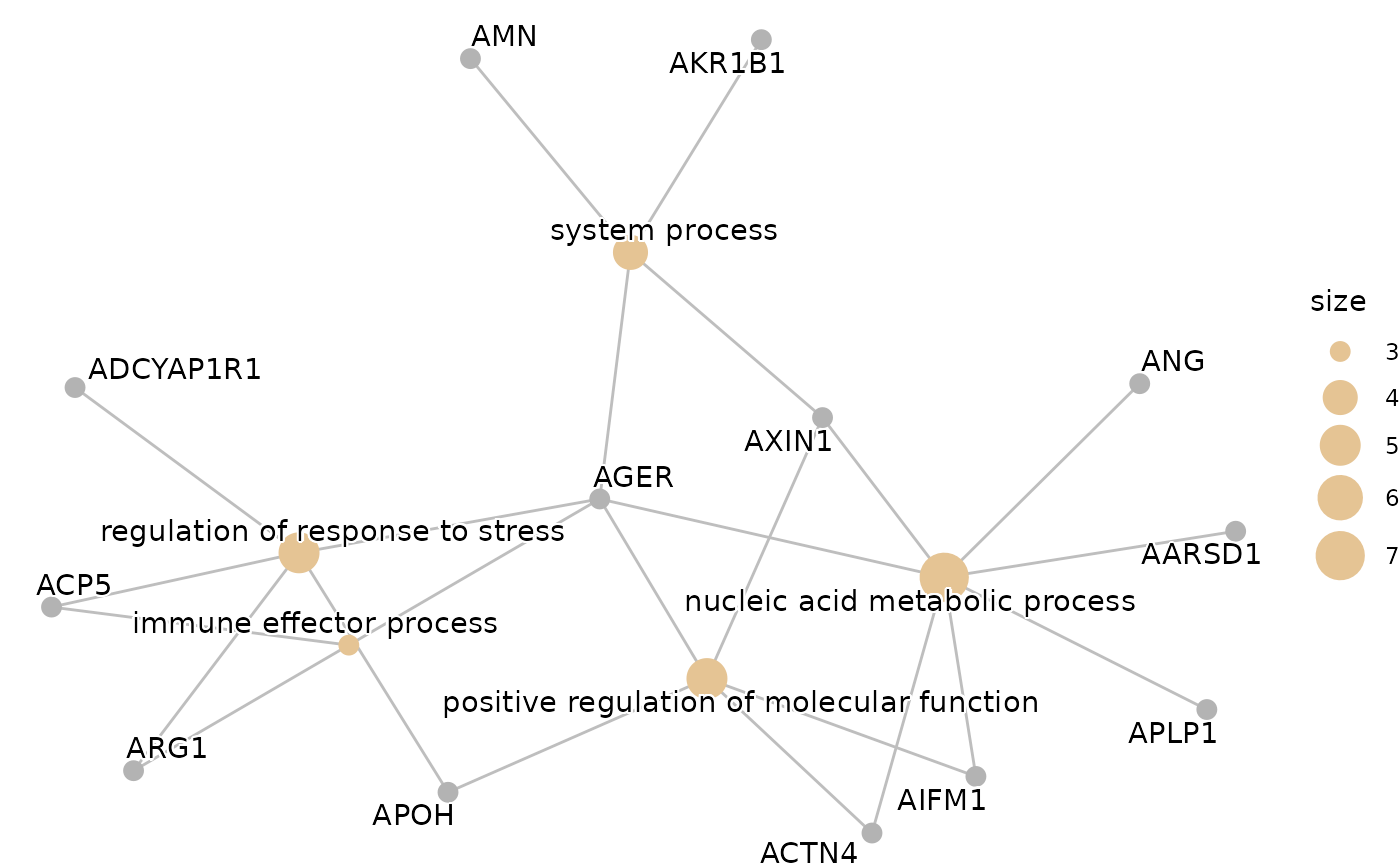 AMN
AKR1B1
system process
size
3
4
5
6
7
ADCYAP1R1
ANG
AXIN1
AGER
regulation of response to stress
AARSD1
ACP5
nucleic acid metabolic process
immune effector process
positive regulation of molecular function
APLP1
ARG1
AIFM1
APOH
ACTN4